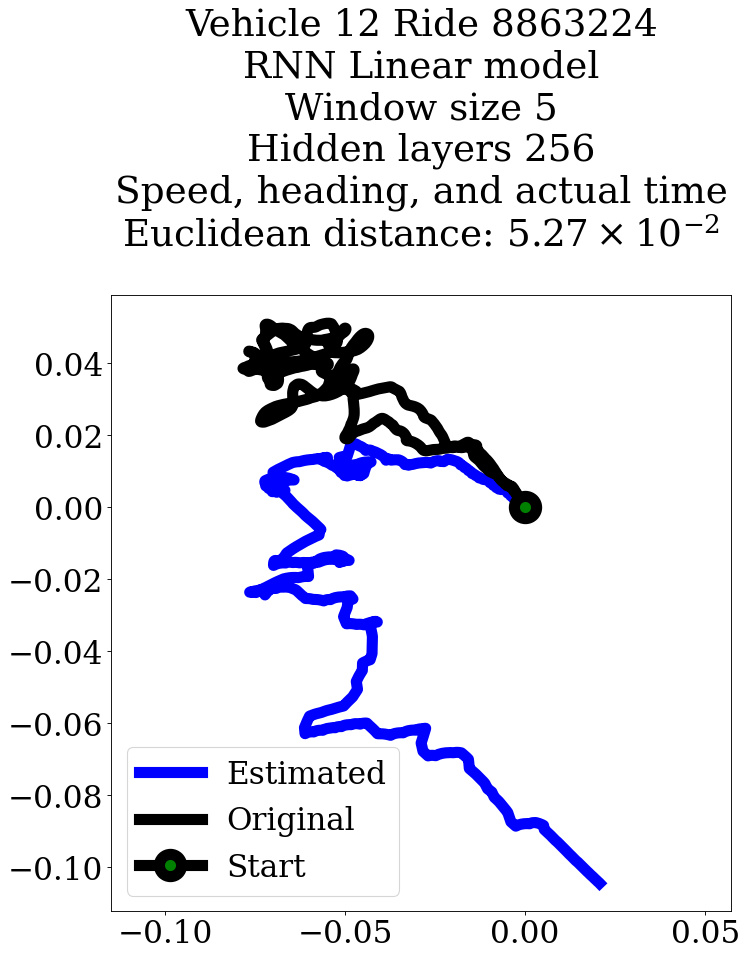 Vehicle 12 Ride 8863224
RNN Linear model
Window size 5
Hidden layers 256
Speed, heading, and actual time
Euclidean distance: 5.27 × 10⁻²
0.04
0.02
0.00
−0.02
−0.04
−0.06
−0.08
−0.10
Estimated
Original
Start
−0.10 −0.05 0.00 0.05